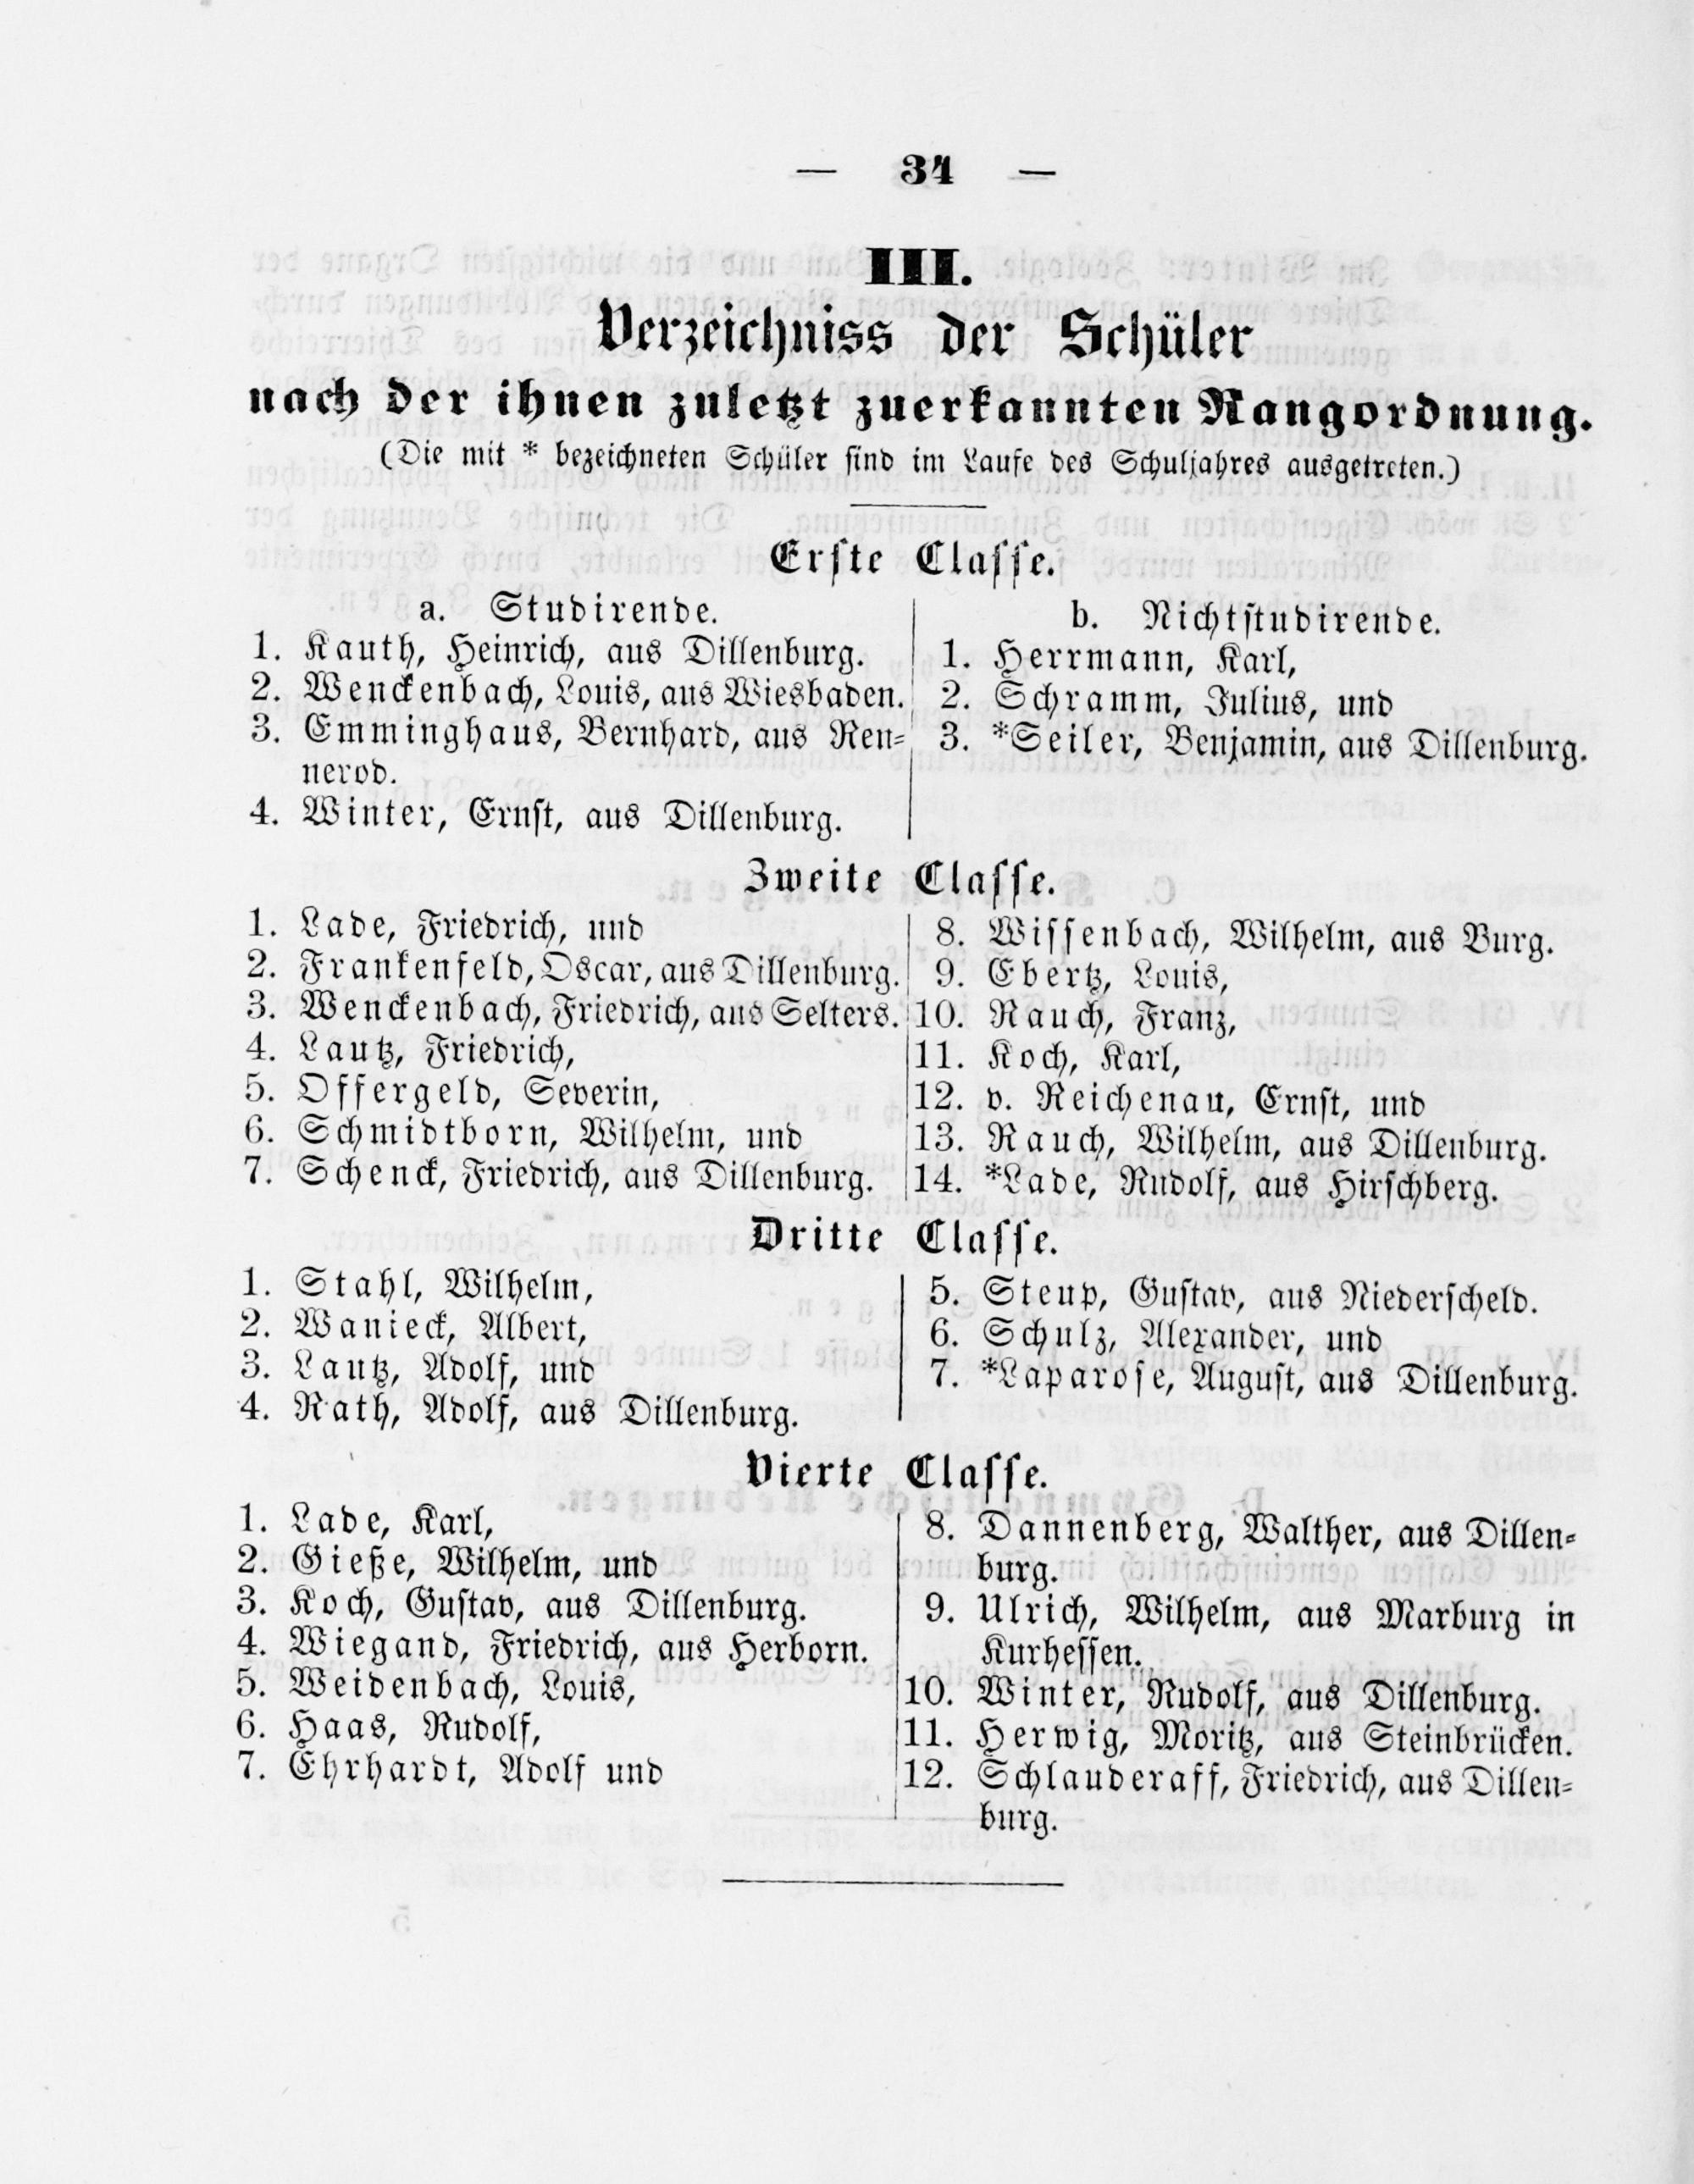 — 34 —
III.
Verzeichniss der Schüler
nach der ihnen zuletzt zuerkannten Rangordnung.
(Die mit * bezeichneten Schüler sind im Laufe des Schuljahres ausgetreten.)
Erste Classe.
a. Studirende.
1. Kauth, Heinrich, aus Dillenburg.
2. Wenckenbach, Louis, aus Wiesbaden.
3. Emminghaus, Bernhard, aus Ren-
nerod.
4. Winter, Ernst, aus Dillenburg.
b. Nichtstudirende.
1. Herrmann, Karl,
2. Schramm, Julius, und
3. *Seiler, Benjamin, aus Dillenburg.
Zweite Classe.
1. Lade, Friedrich, und
2. Frankenfeld, Oscar, aus Dillenburg.
3. Wenckenbach, Friedrich, aus Selters.
4. Lautz, Friedrich,
5. Offergeld, Severin,
6. Schmidtborn, Wilhelm, und
7. Schenck, Friedrich, aus Dillenburg.
8. Wissenbach, Wilhelm, aus Burg.
9. Ebertz, Louis,
10. Rauch, Franz,
11. Koch, Karl,
12. v. Reichenau, Ernst, und
13. Rauch, Wilhelm, aus Dillenburg.
14. *Lade, Rudolf, aus Hirschberg.
Dritte Classe.
1. Stahl, Wilhelm,
2. Wanieck, Albert,
3. Lautz, Adolf, und
4. Rath, Adolf, aus Dillenburg.
5. Steup, Gustav, aus Niederscheld.
6. Schulz, Alexander, und
7. *Laparose, August, aus Dillenburg.
Vierte Classe.
1. Lade, Karl,
2. Gieße, Wilhelm, und
3. Koch, Gustav, aus Dillenburg.
4. Wiegand, Friedrich, aus Herborn.
5. Weidenbach, Louis,
6. Haas, Rudolf,
7. Ehrhardt, Adolf und
8. Dannenberg, Walther, aus Dillen-
burg.
9. Ulrich, Wilhelm, aus Marburg in
Kurhessen.
10. Winter, Rudolf, aus Dillenburg.
11. Herwig, Moritz, aus Steinbrücken.
12. Schlauderaff, Friedrich, aus Dillen-
burg.